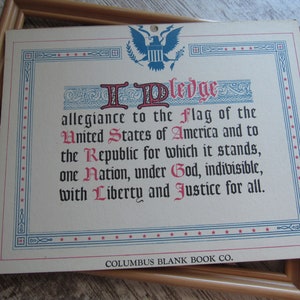 I Pledge
allegiance to the Flag of the
United States of America and to
the Republic for which it stands,
one Nation, under God, indivisible,
with Liberty and Justice for all.
COLUMBUS BLANK BOOK CO.